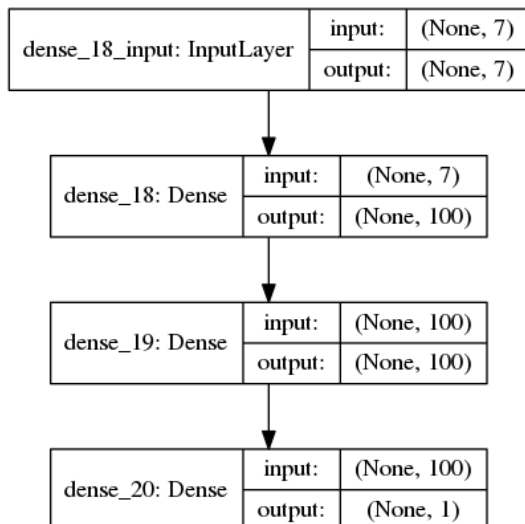 dense_18_input: InputLayer
input: (None, 7)
output: (None, 7)
dense_18: Dense
input: (None, 7)
output: (None, 100)
dense_19: Dense
input: (None, 100)
output: (None, 100)
dense_20: Dense
input: (None, 100)
output: (None, 1)